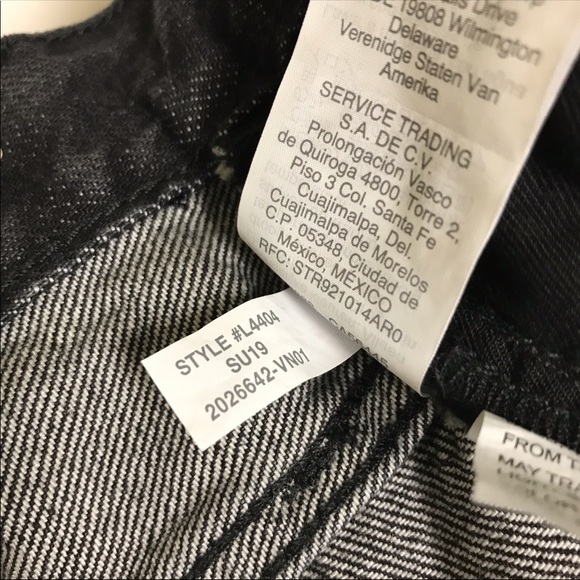 19808 Wilmington
Delaware
Verenidge Staten Van
Amerika
SERVICE TRADING
S.A. DE C.V.
Prolongación Vasco
de Quiroga 4800, Torre 2,
Piso 3 Col. Santa Fe
Cuajimalpa, Del.
Cuajimalpa de Morelos
C.P. 05348, Ciudad de
México, MÉXICO
RFC: STR921014AR0
STYLE #L4404
SU19
2026642-VN01
FROM T
MAY TRA